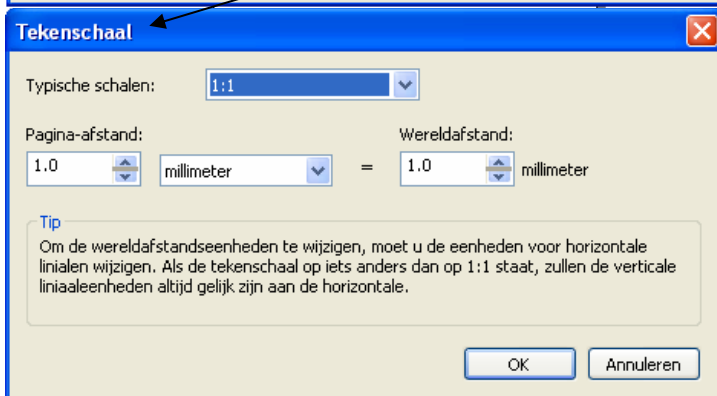 Tekenschaal
Typische schalen: 1:1
Pagina-afstand: Wereldafstand:
1.0 millimeter = 1.0 millimeter
Tip
Om de wereldafstandseenheden te wijzigen, moet u de eenheden voor horizontale
linialen wijzigen. Als de tekenschaal op iets anders dan op 1:1 staat, zullen de verticale
liniaaleenheden altijd gelijk zijn aan de horizontale.
OK Annuleren